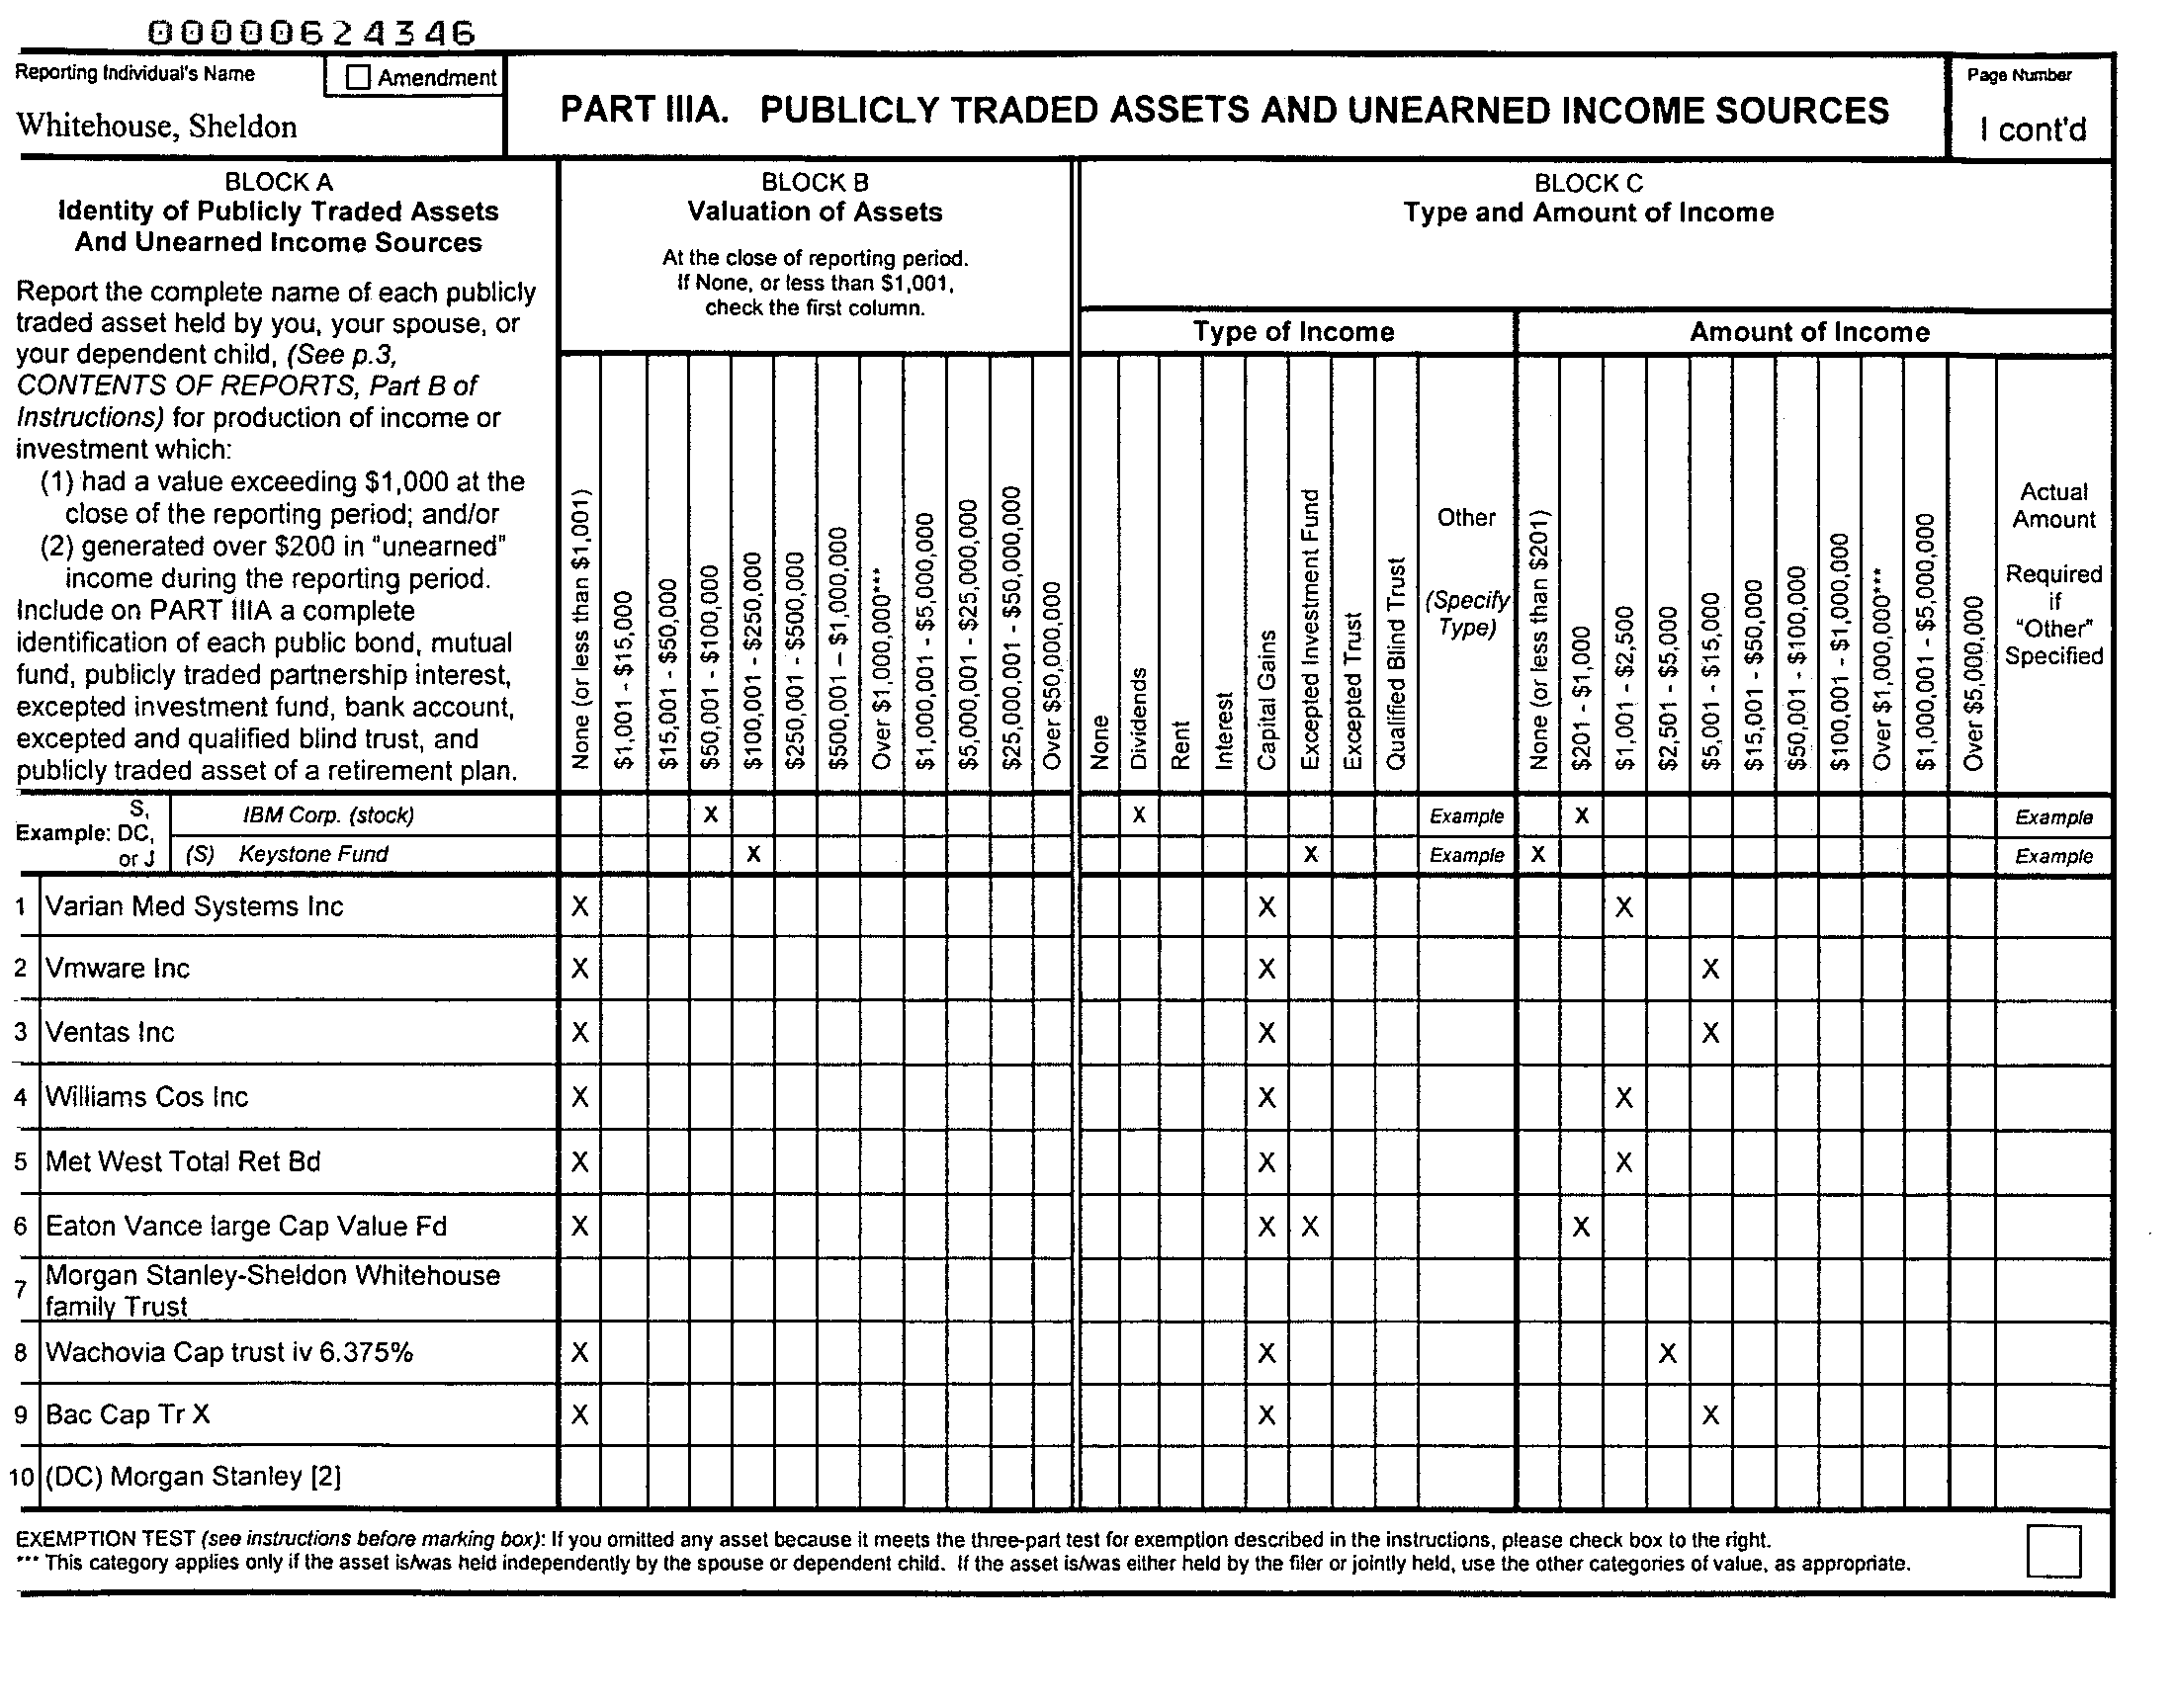 00000624346
Reporting Individual's Name
Amendment
Whitehouse, Sheldon
PART IIIA. PUBLICLY TRADED ASSETS AND UNEARNED INCOME SOURCES
Page Number
I cont'd
BLOCK A
Identity of Publicly Traded Assets
And Unearned Income Sources
Report the complete name of each publicly
traded asset held by you, your spouse, or
your dependent child, (See p.3,
CONTENTS OF REPORTS, Part B of
Instructions) for production of income or
investment which:
(1) had a value exceeding $1,000 at the
close of the reporting period; and/or
(2) generated over $200 in "unearned"
income during the reporting period.
Include on PART IIIA a complete
identification of each public bond, mutual
fund, publicly traded partnership interest,
excepted investment fund, bank account,
excepted and qualified blind trust, and
publicly traded asset of a retirement plan.
BLOCK B
Valuation of Assets
At the close of reporting period.
If None, or less than $1,001,
check the first column.
None (or less than $1,001)
$1,001 - $15,000
$15,001 - $50,000
$50,001 - $100,000
$100,001 - $250,000
$250,001 - $500,000
$500,001 – $1,000,000
Over $1,000,000***
$1,000,001 - $5,000,000
$5,000,001 - $25,000,000
$25,000,001 - $50,000,000
Over $50,000,000
BLOCK C
Type and Amount of Income
Type of Income
None
Dividends
Rent
Interest
Capital Gains
Excepted Investment Fund
Excepted Trust
Qualified Blind Trust
Other
(Specify
Type)
Amount of Income
None (or less than $201)
$201 - $1,000
$1,001 - $2,500
$2,501 - $5,000
$5,001 - $15,000
$15,001 - $50,000
$50,001 - $100,000
$100,001 - $1,000,000
Over $1,000,000***
$1,000,001 - $5,000,000
Over $5,000,000
Actual
Amount
Required
if
"Other"
Specified
Example: S, DC, or J
IBM Corp. (stock) X X Example X Example
(S) Keystone Fund X X Example X Example
1 Varian Med Systems Inc X X X
2 Vmware Inc X X X
3 Ventas Inc X X X
4 Williams Cos Inc X X X
5 Met West Total Ret Bd X X X
6 Eaton Vance large Cap Value Fd X X X X
7 Morgan Stanley-Sheldon Whitehouse
family Trust
8 Wachovia Cap trust iv 6.375% X X X
9 Bac Cap Tr X X X X
10 (DC) Morgan Stanley [2]
EXEMPTION TEST (see instructions before marking box): If you omitted any asset because it meets the three-part test for exemption described in the instructions, please check box to the right.
*** This category applies only if the asset is/was held independently by the spouse or dependent child. If the asset is/was either held by the filer or jointly held, use the other categories of value, as appropriate.